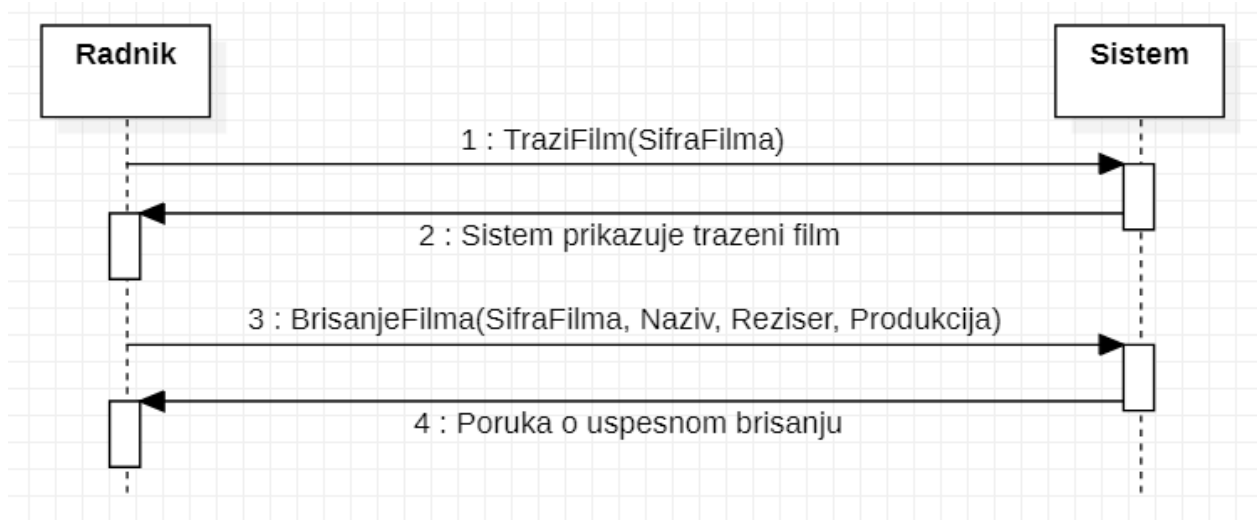 Radnik
Sistem
1 : TraziFilm(SifraFilma)
2 : Sistem prikazuje trazeni film
3 : BrisanjeFilma(SifraFilma, Naziv, Reziser, Produkcija)
4 : Poruka o uspesnom brisanju